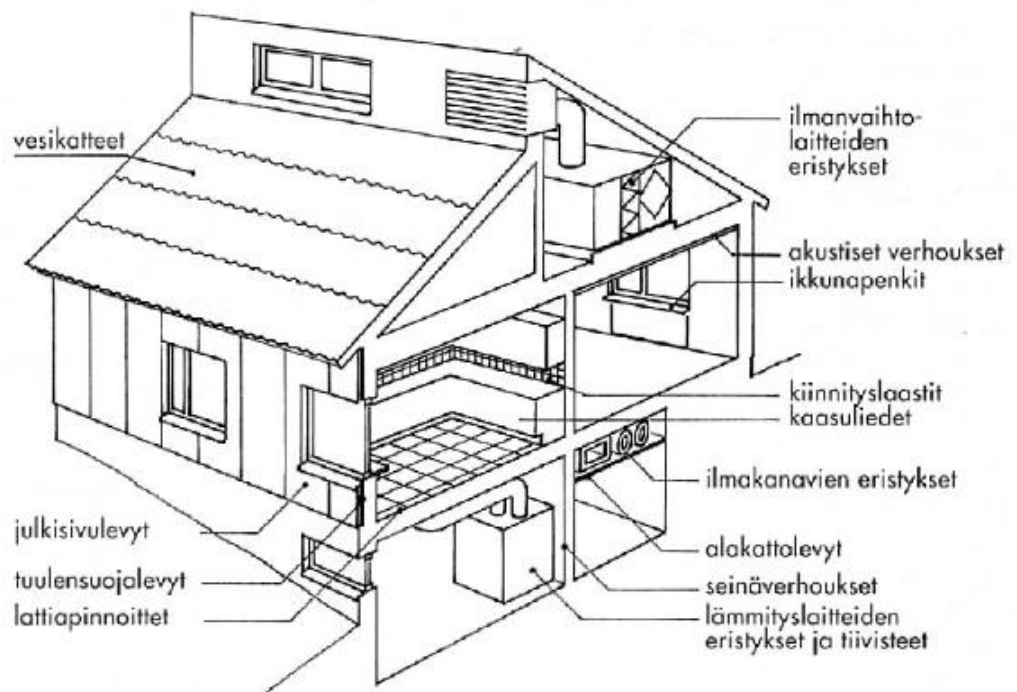 vesikatteet
ilmanvaihto-
laitteiden
eristykset
akustiset verhoukset
ikkunapenkit
kiinnityslaastit
kaasuliedet
ilmakanavien eristykset
julkisivulevyt
alakattolevyt
tuulensuojalevyt
seinäverhoukset
lattiapinnoittet
lämmityslaitteiden
eristykset ja tiivisteet